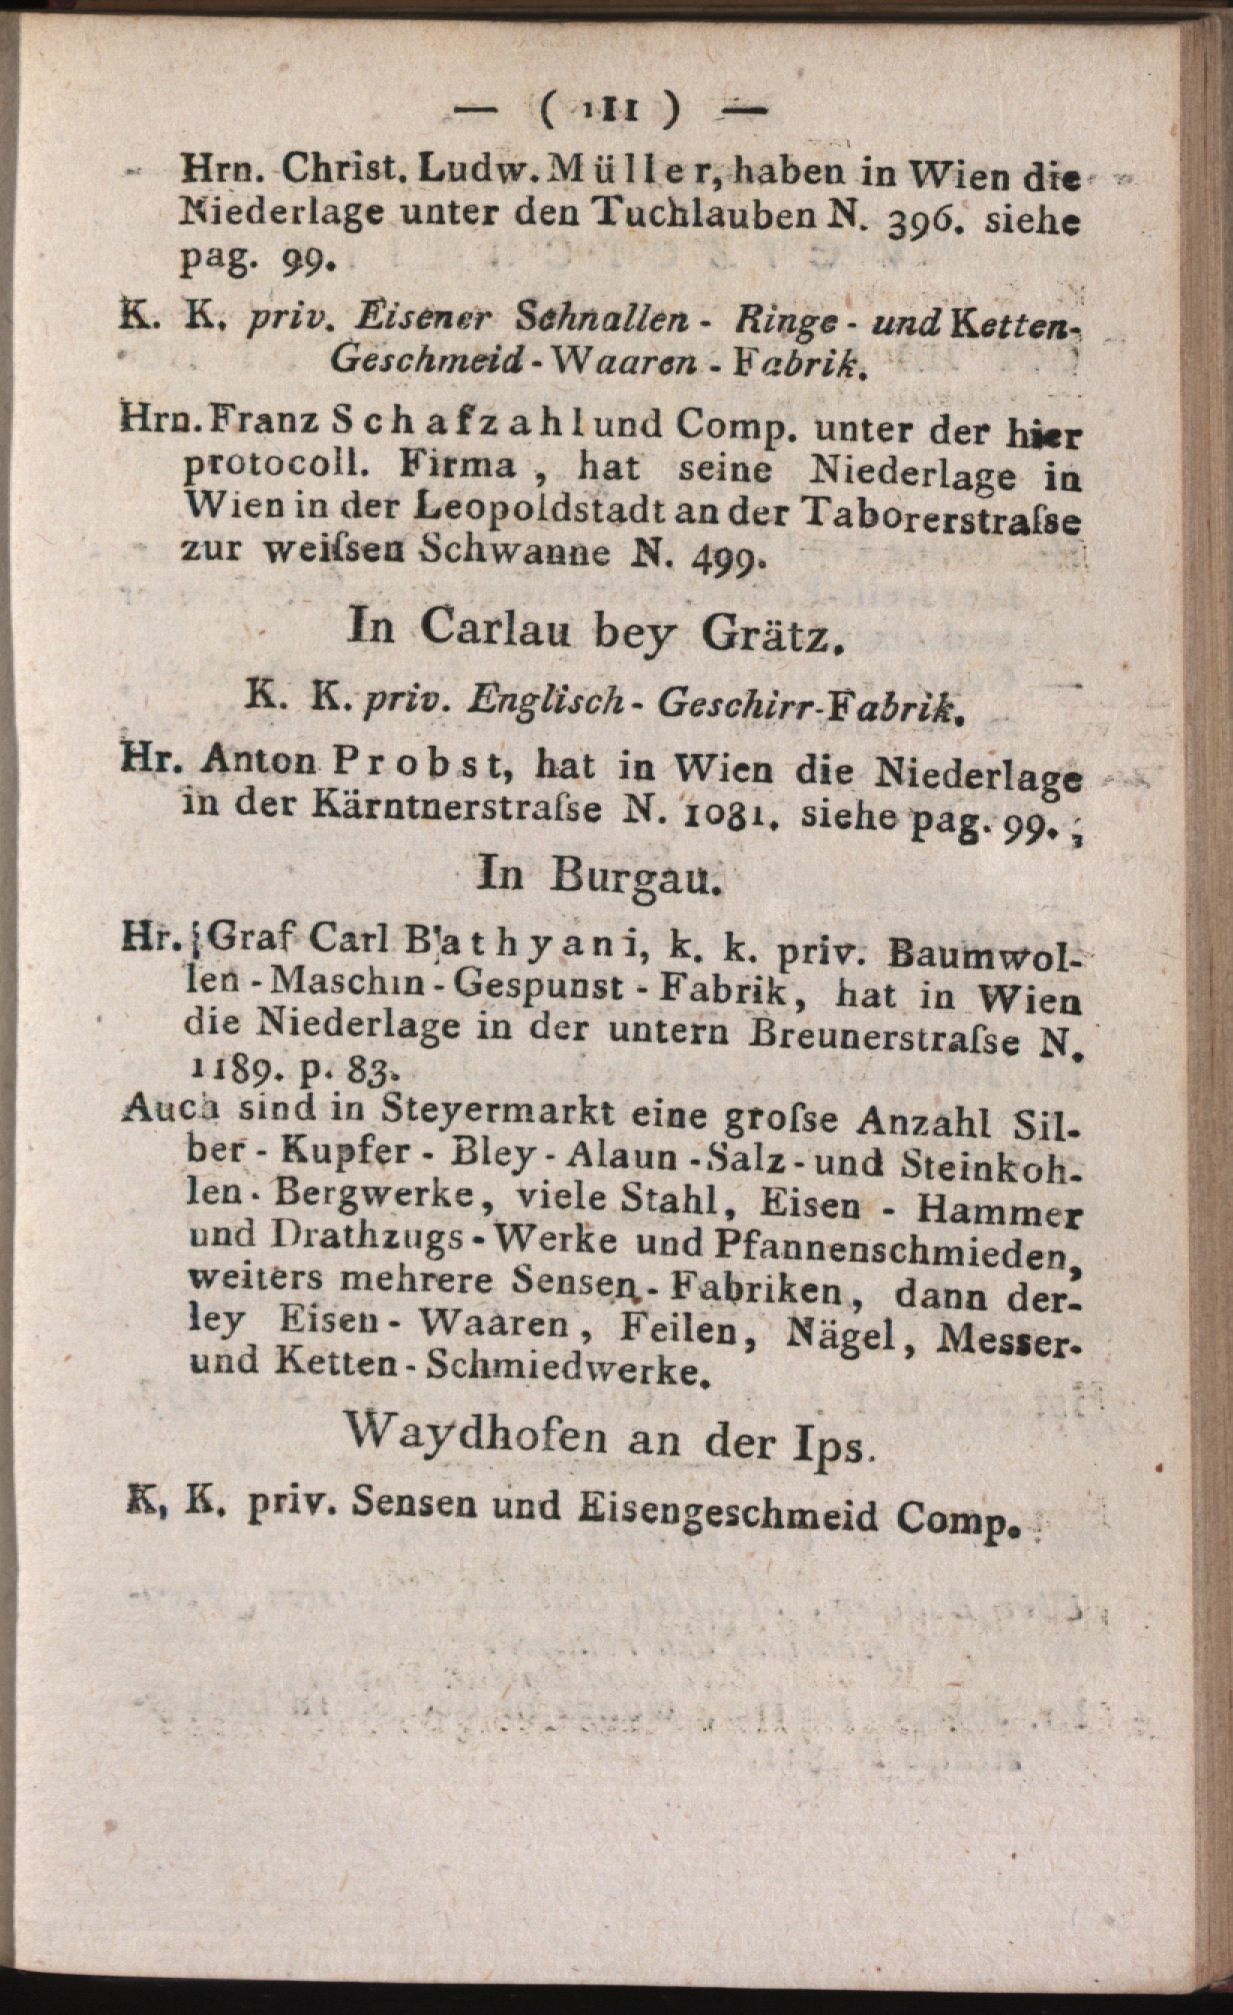 — ( 111 ) —
Hrn. Christ. Ludw. Müller, haben in Wien die
Niederlage unter den Tuchlauben N. 396. siehe
pag. 99.
K. K. priv. Eisener Schnallen - Ringe - und Ketten-
Geschmeid - Waaren - Fabrik.
Hrn. Franz Schafzahl und Comp. unter der hier
protocoll. Firma , hat seine Niederlage in
Wien in der Leopoldstadt an der Taborerstraſse
zur weiſsen Schwanne N. 499.
In Carlau bey Grätz.
K. K. priv. Englisch - Geschirr - Fabrik.
Hr. Anton Probst, hat in Wien die Niederlage
in der Kärntnerstraſse N. 1081. siehe pag. 99. ;
In Burgau.
Hr. Graf Carl Bathyani, k. k. priv. Baumwol-
len - Maschin - Gespunst - Fabrik, hat in Wien
die Niederlage in der untern Breunerstraſse N.
1189. p. 83.
Auch sind in Steyermarkt eine groſse Anzahl Sil-
ber - Kupfer - Bley - Alaun - Salz - und Steinkoh-
len - Bergwerke, viele Stahl, Eisen - Hammer
und Drathzugs - Werke und Pfannenschmieden,
weiters mehrere Sensen - Fabriken, dann der-
ley Eisen - Waaren, Feilen, Nägel, Messer-
und Ketten - Schmiedwerke.
Waydhofen an der Ips.
K, K. priv. Sensen und Eisengeschmeid Comp.